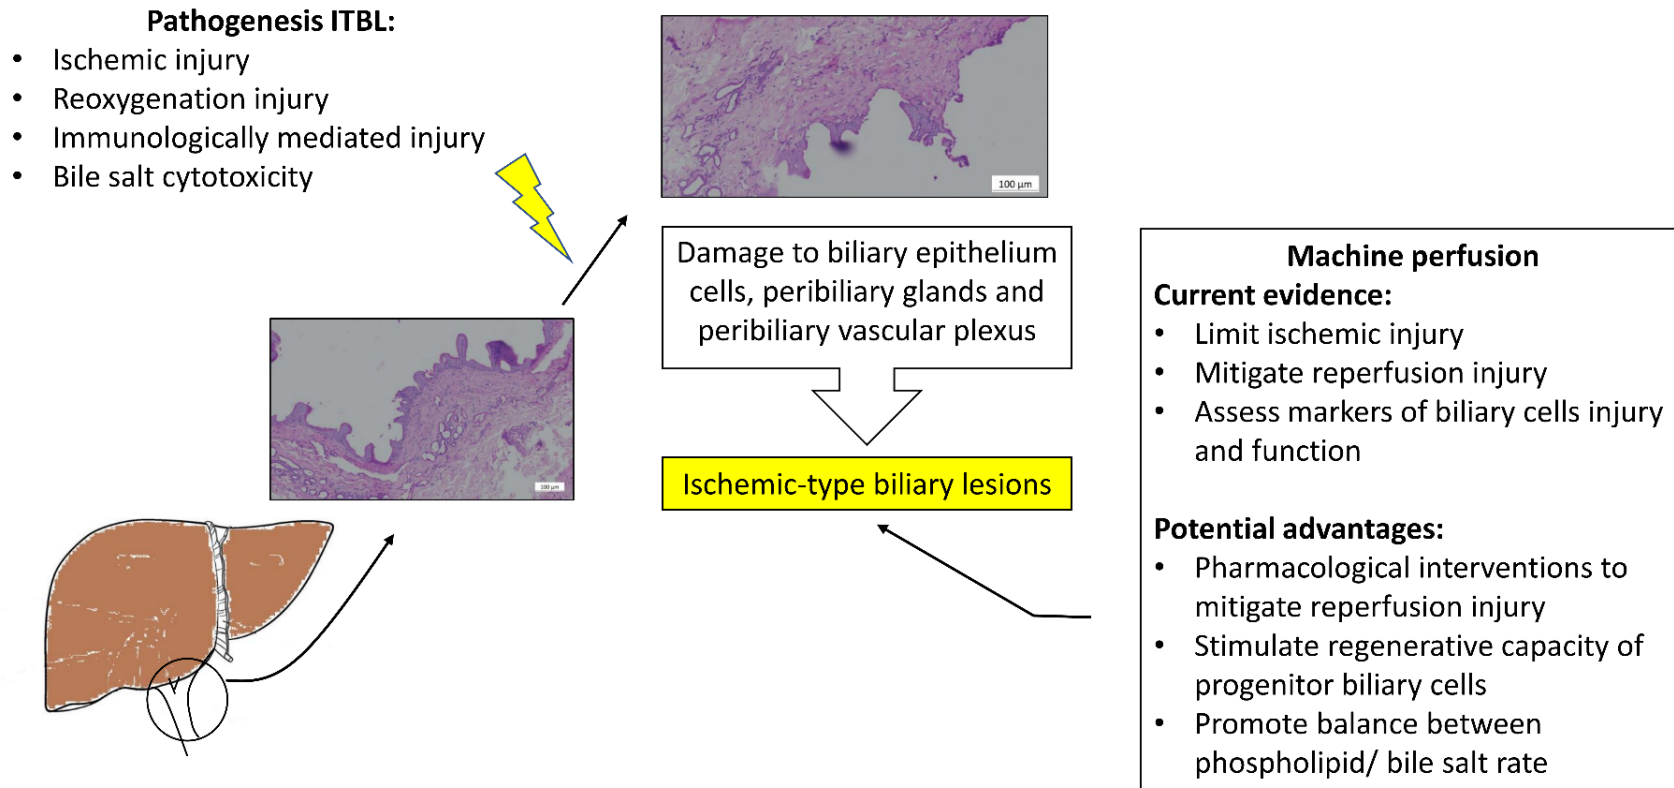 Pathogenesis ITBL:
• Ischemic injury
• Reoxygenation injury
• Immunologically mediated injury
• Bile salt cytotoxicity
100 µm
Damage to biliary epithelium
cells, peribiliary glands and
peribiliary vascular plexus
100 µm
Ischemic-type biliary lesions
Machine perfusion
Current evidence:
• Limit ischemic injury
• Mitigate reperfusion injury
• Assess markers of biliary cells injury
and function
Potential advantages:
• Pharmacological interventions to
mitigate reperfusion injury
• Stimulate regenerative capacity of
progenitor biliary cells
• Promote balance between
phospholipid/ bile salt rate